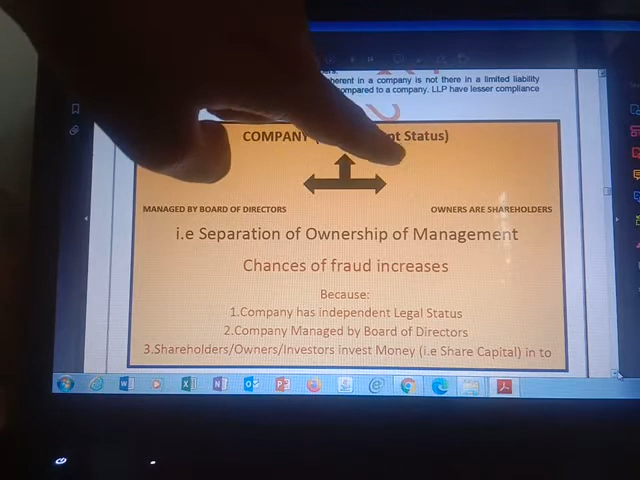 herent in a company is not there in a limited liability
ompared to a company. LLP have lesser compliance
COMPANY ( nt Status)
MANAGED BY BOARD OF DIRECTORS
OWNERS ARE SHAREHOLDERS
i.e Separation of Ownership of Management
Chances of fraud increases
Because:
1.Company has independent Legal Status
2.Company Managed by Board of Directors
3.Shareholders/Owners/Investors invest Money (i.e Share Capital) in to